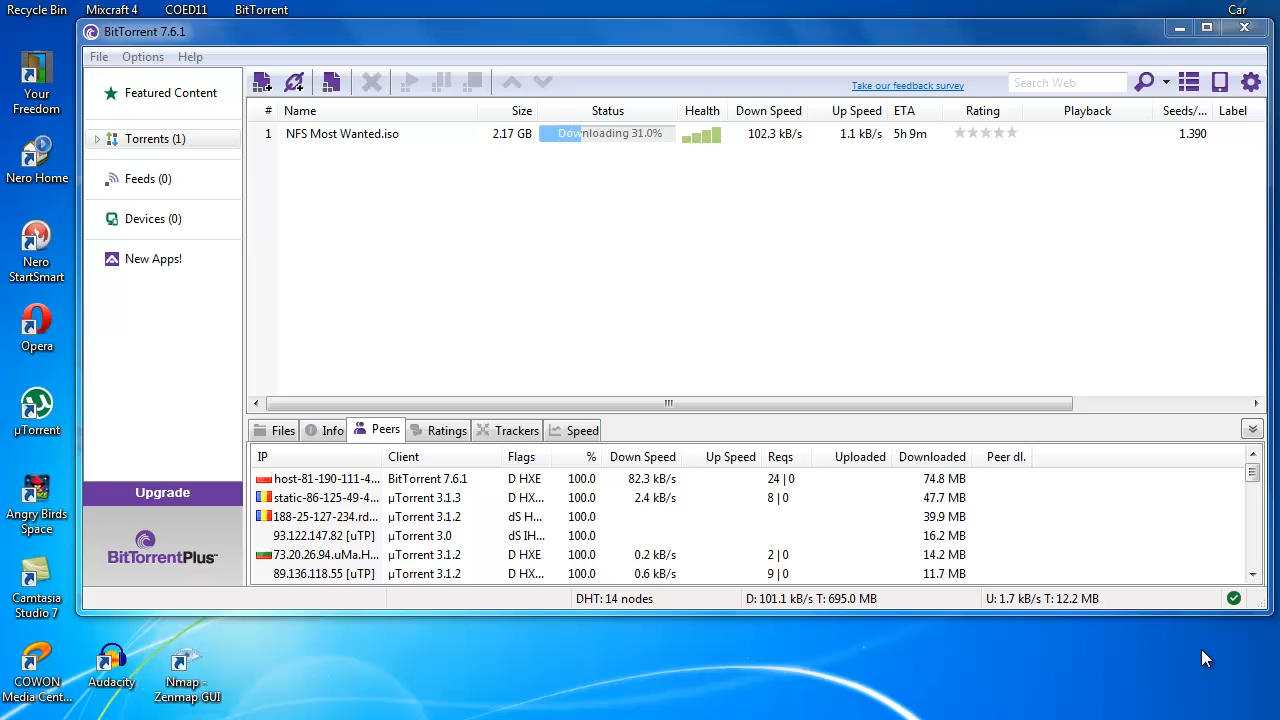 Recycle Bin
Mixcraft 4
COED11
BitTorrent
Car
BitTorrent 7.6.1
File Options Help
Your
Freedom
Nero Home
Nero
StartSmart
Opera
µTorrent
Angry Birds
Space
Camtasia
Studio 7
COWON
Media Cent...
Audacity
Nmap -
Zenmap GUI
Featured Content
Torrents (1)
Feeds (0)
Devices (0)
New Apps!
Upgrade
BitTorrentPlus
Take our feedback survey
Search Web
# Name Size Status Health Down Speed Up Speed ETA Rating Playback Seeds/... Label
1 NFS Most Wanted.iso 2.17 GB Downloading 31.0% 102.3 kB/s 1.1 kB/s 5h 9m 1.390
Files Info Peers Ratings Trackers Speed
IP Client Flags % Down Speed Up Speed Reqs Uploaded Downloaded Peer dl.
host-81-190-111-4... BitTorrent 7.6.1 D HXE 100.0 82.3 kB/s 24 | 0 74.8 MB
static-86-125-49-4... µTorrent 3.1.3 D HX... 100.0 2.4 kB/s 8 | 0 47.7 MB
188-25-127-234.rd... µTorrent 3.1.2 dS H... 100.0 39.9 MB
93.122.147.82 [uTP] µTorrent 3.0 dS IH... 100.0 16.2 MB
73.20.26.94.uMa.H... µTorrent 3.1.2 D HXE 100.0 0.2 kB/s 2 | 0 14.2 MB
89.136.118.55 [uTP] µTorrent 3.1.2 D HX... 100.0 0.6 kB/s 9 | 0 11.7 MB
DHT: 14 nodes D: 101.1 kB/s T: 695.0 MB U: 1.7 kB/s T: 12.2 MB